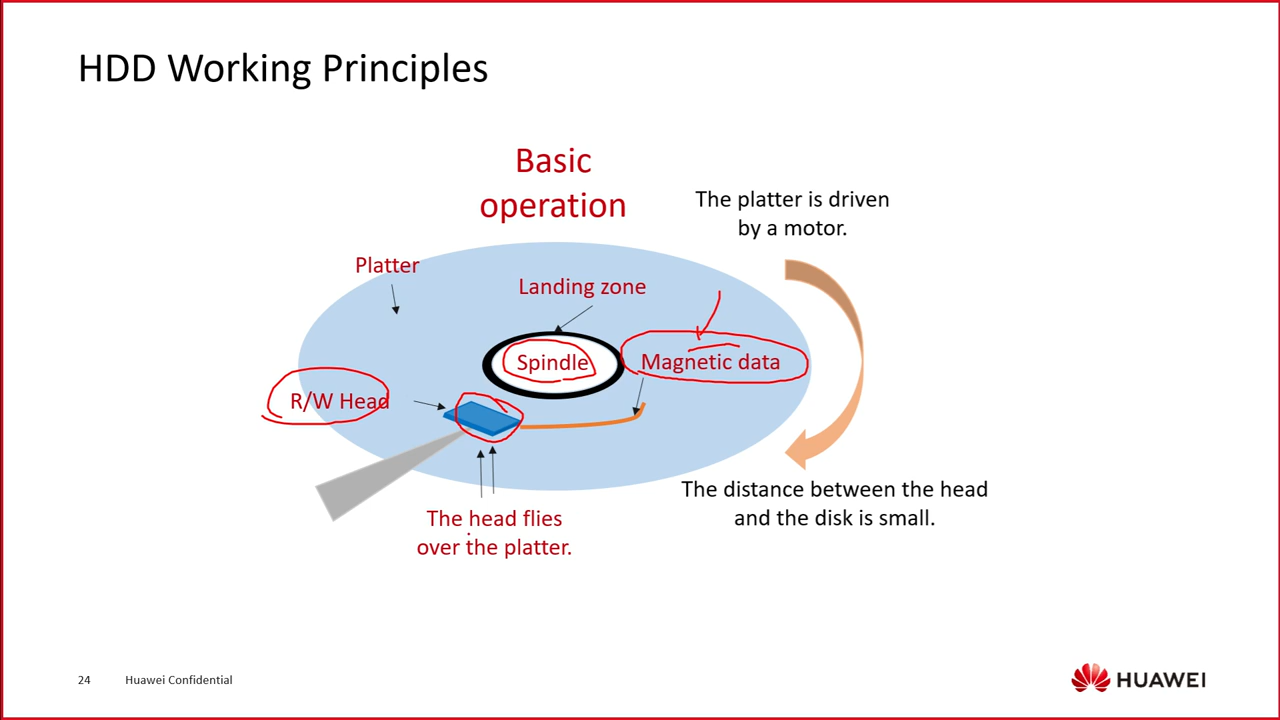 HDD Working Principles
Basic
operation
The platter is driven
by a motor.
Platter
Landing zone
Spindle
Magnetic data
R/W Head
The distance between the head
and the disk is small.
The head flies
over the platter.
24
Huawei Confidential
HUAWEI